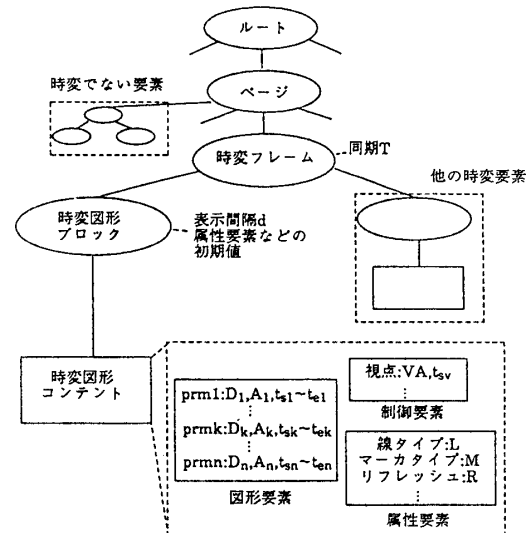 ルート
ページ
時変でない要素
時変フレーム
同期T
他の時変要素
時変図形
ブロック
表示間隔d
属性要素などの
初期値
時変図形
コンテント
prm1:D1,A1,ts1~te1
⋮
prmk:Dk,Ak,tsk~tek
⋮
prmn:Dn,An,tsn~ten
図形要素
視点:VA,tsv
⋮
制御要素
線タイプ:L
マーカタイプ:M
リフレッシュ:R
⋮
属性要素